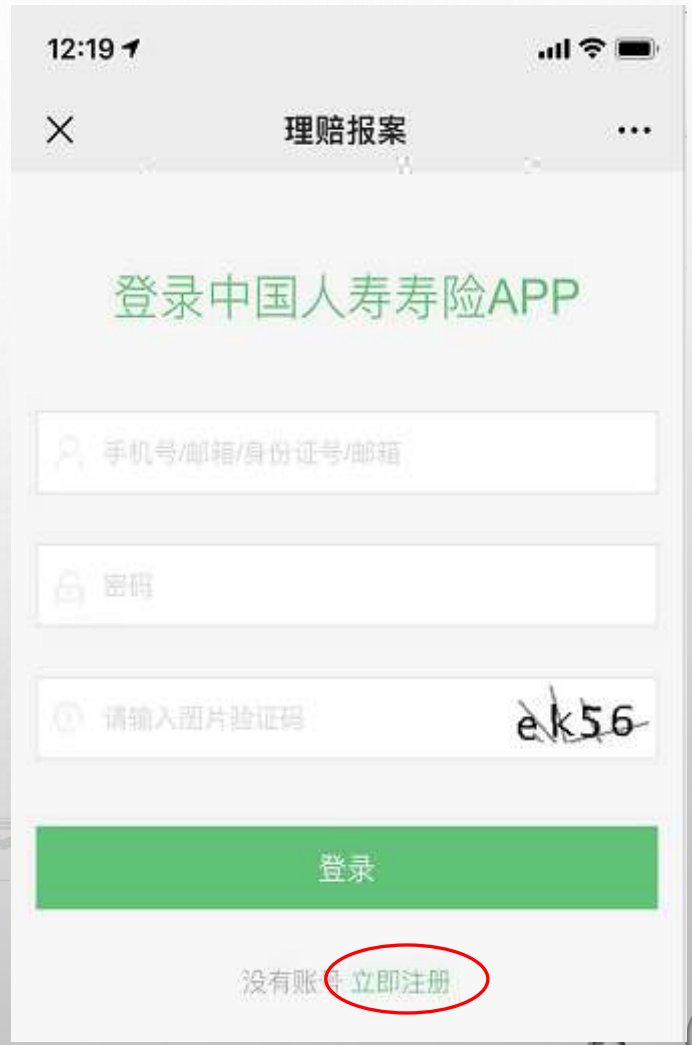 12:19
理赔报案
登录中国人寿寿险APP
手机号/邮箱/身份证号/邮箱
密码
请输入图片验证码
ek56
登录
没有账号 立即注册